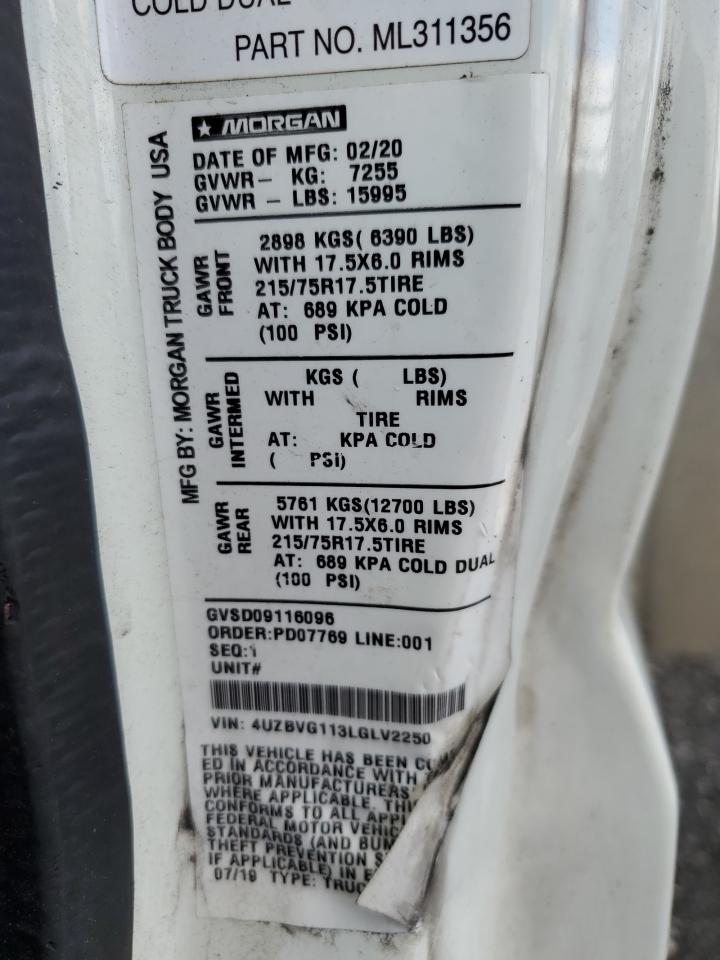 COLD DUAL
PART NO. ML311356
MORGAN
MFG BY: MORGAN TRUCK BODY USA
DATE OF MFG: 02/20
GVWR- KG: 7255
GVWR - LBS: 15995
GAWR FRONT
2898 KGS( 6390 LBS)
WITH 17.5X6.0 RIMS
215/75R17.5TIRE
AT: 689 KPA COLD
(100 PSI)
GAWR INTERMED
KGS ( LBS)
WITH RIMS
TIRE
AT: KPA COLD
( PSI)
GAWR REAR
5761 KGS(12700 LBS)
WITH 17.5X6.0 RIMS
215/75R17.5TIRE
AT: 689 KPA COLD DUAL
(100 PSI)
GVSD09116096
ORDER:PD07769 LINE:001
SEQ:1
UNIT#
VIN: 4UZBVG113LGLV2250
THIS VEHICLE HAS BEEN
ED IN ACCORDANCE WITH
PRIOR MANUFACTURERS
WHERE APPLICABLE.
CONFORMS TO ALL
FEDERAL MOTOR
STANDARDS (AND
THEFT PREVENTION
IF APPLICABLE) IN
07/19 TYPE: